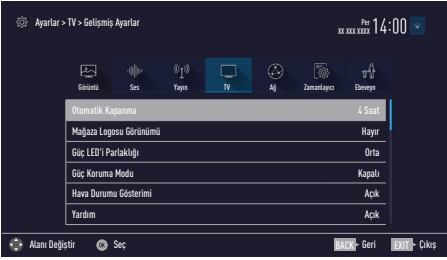 Ayarlar > TV > Gelişmiş Ayarlar
Per
xx xxx xxxx 14:00
Görüntü Ses Yayın TV Ağ Zamanlayıcı Ebeveyn
Otomatik Kapanma 4 Saat
Mağaza Logosu Görünümü Hayır
Güç LED'i Parlaklığı Orta
Güç Koruma Modu Kapalı
Hava Durumu Gösterimi Açık
Yardım Açık
Alanı Değiştir OK Seç BACK Geri EXIT Çıkış